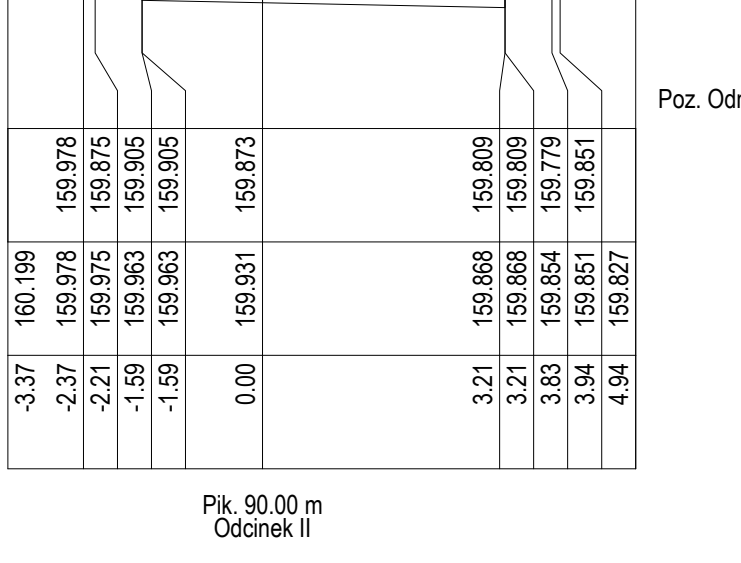 Poz. Odr
159.978 159.875 159.905 159.905 159.873 159.809 159.809 159.779 159.851
160.199 159.978 159.975 159.963 159.963 159.931 159.868 159.868 159.854 159.851 159.827
-3.37 -2.37 -2.21 -1.59 -1.59 0.00 3.21 3.21 3.83 3.94 4.94
Pik. 90.00 m
Odcinek II